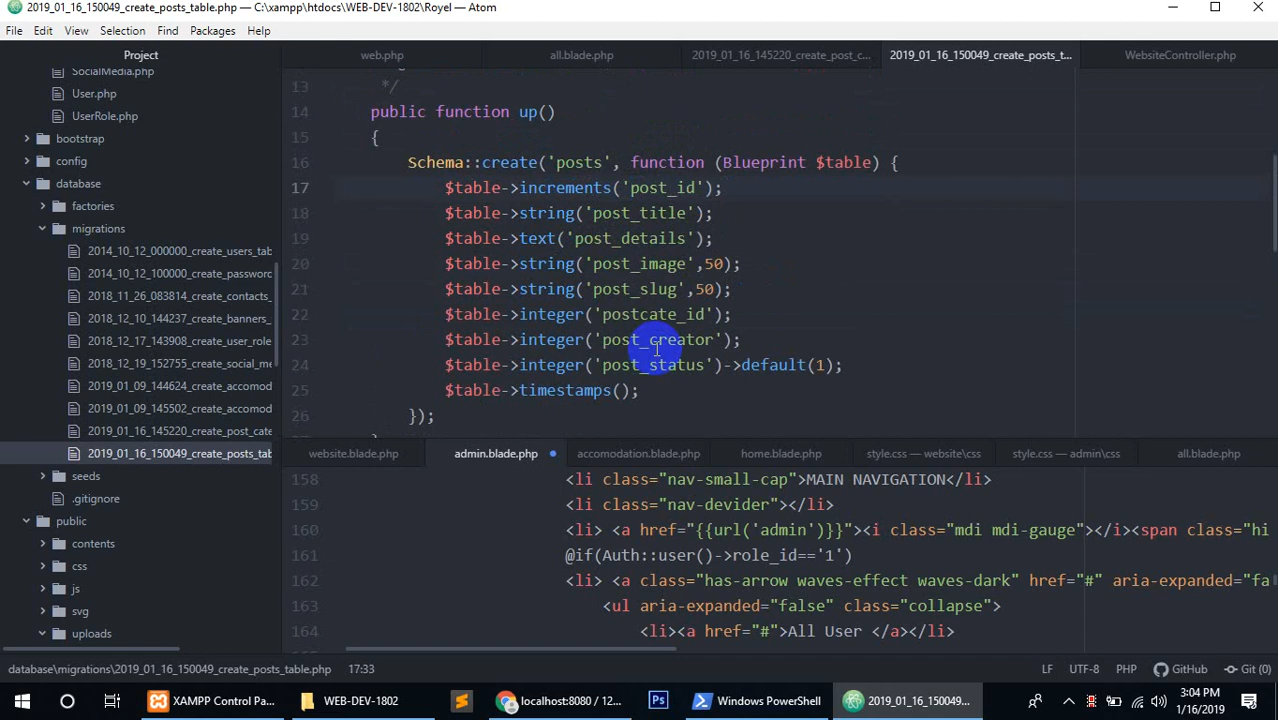 2019_01_16_150049_create_posts_table.php — C:\xampp\htdocs\WEB-DEV-1802\Royel — Atom
File Edit View Selection Find Packages Help
Project
SocialMedia.php
User.php
UserRole.php
bootstrap
config
database
factories
migrations
2014_10_12_000000_create_users_tab
2014_10_12_100000_create_password
2018_11_26_083814_create_contacts_
2018_12_10_144237_create_banners_
2018_12_17_143942_create_user_role
2018_12_19_152755_create_social_me
2019_01_09_144624_create_accomod
2019_01_09_145502_create_accomod
2019_01_16_145220_create_post_cate
2019_01_16_150049_create_posts_tab
seeds
.gitignore
public
contents
css
js
svg
uploads
web.php all.blade.php 2019_01_16_145220_create_post_c... 2019_01_16_150049_create_posts_t... WebsiteController.php
13 */
14 public function up()
15 {
16 Schema::create('posts', function (Blueprint $table) {
17 $table->increments('post_id');
18 $table->string('post_title');
19 $table->text('post_details');
20 $table->string('post_image',50);
21 $table->string('post_slug',50);
22 $table->integer('postcate_id');
23 $table->integer('post_creator');
24 $table->integer('post_status')->default(1);
25 $table->timestamps();
26 });
website.blade.php admin.blade.php accomodation.blade.php home.blade.php style.css — website\css style.css — admin\css all.blade.php
158 <li class="nav-small-cap">MAIN NAVIGATION</li>
159 <li class="nav-devider"></li>
160 <li> <a href="{{url('admin')}}"><i class="mdi mdi-gauge"></i><span class="hi
161 @if(Auth::user()->role_id=='1')
162 <li> <a class="has-arrow waves-effect waves-dark" href="#" aria-expanded="fa
163 <ul aria-expanded="false" class="collapse">
164 <li><a href="#">All User </a></li>
database\migrations\2019_01_16_150049_create_posts_table.php 17:33 LF UTF-8 PHP GitHub Git (0)
XAMPP Control Pa... WEB-DEV-1802 localhost:8080 / 12... Ps Windows PowerShell 2019_01_16_150049... 3:04 PM
1/16/2019